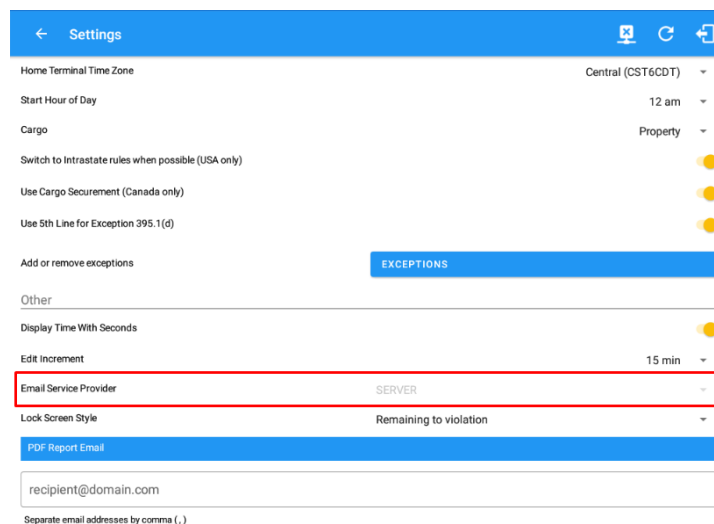 Settings
Home Terminal Time Zone Central (CST6CDT)
Start Hour of Day 12 am
Cargo Property
Switch to Intrastate rules when possible (USA only)
Use Cargo Securement (Canada only)
Use 5th Line for Exception 395.1(d)
Add or remove exceptions EXCEPTIONS
Other
Display Time With Seconds
Edit Increment 15 min
Email Service Provider SERVER
Lock Screen Style Remaining to violation
PDF Report Email
recipient@domain.com
Separate email addresses by comma (,)